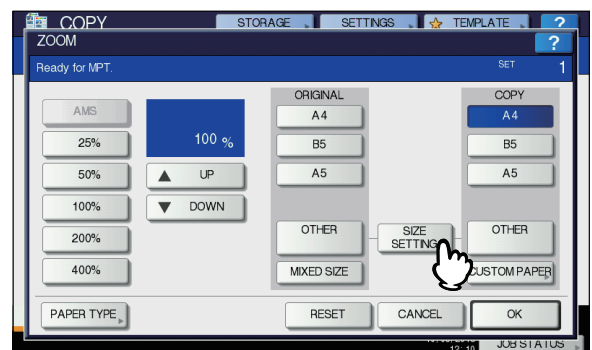 COPY STORAGE SETTINGS TEMPLATE ?
ZOOM ?
Ready for MPT. SET 1
ORIGINAL COPY
AMS A4 A4
100 %
25% B5 B5
50% UP A5 A5
100% DOWN
200% OTHER SIZE SETTING OTHER
400% MIXED SIZE CUSTOM PAPER
PAPER TYPE RESET CANCEL OK
12:10 JOB STATUS